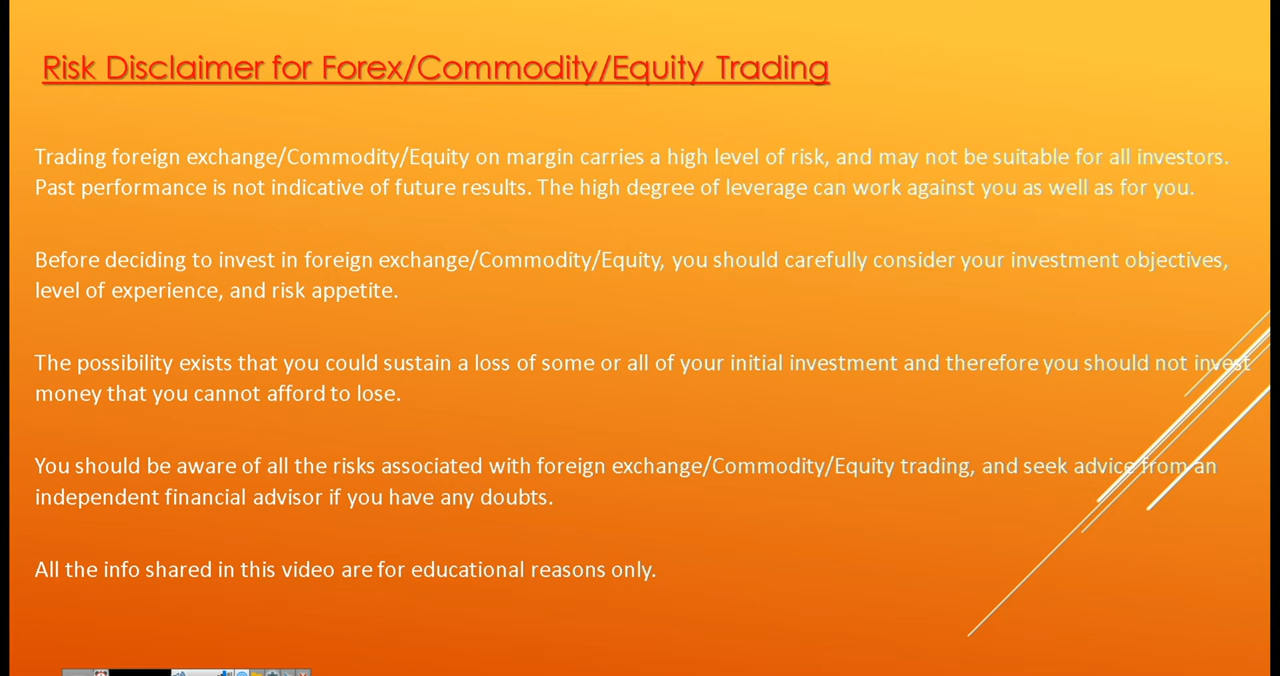 Risk Disclaimer for Forex/Commodity/Equity Trading
Trading foreign exchange/Commodity/Equity on margin carries a high level of risk, and may not be suitable for all investors.
Past performance is not indicative of future results. The high degree of leverage can work against you as well as for you.
Before deciding to invest in foreign exchange/Commodity/Equity, you should carefully consider your investment objectives,
level of experience, and risk appetite.
The possibility exists that you could sustain a loss of some or all of your initial investment and therefore you should not invest
money that you cannot afford to lose.
You should be aware of all the risks associated with foreign exchange/Commodity/Equity trading, and seek advice from an
independent financial advisor if you have any doubts.
All the info shared in this video are for educational reasons only.